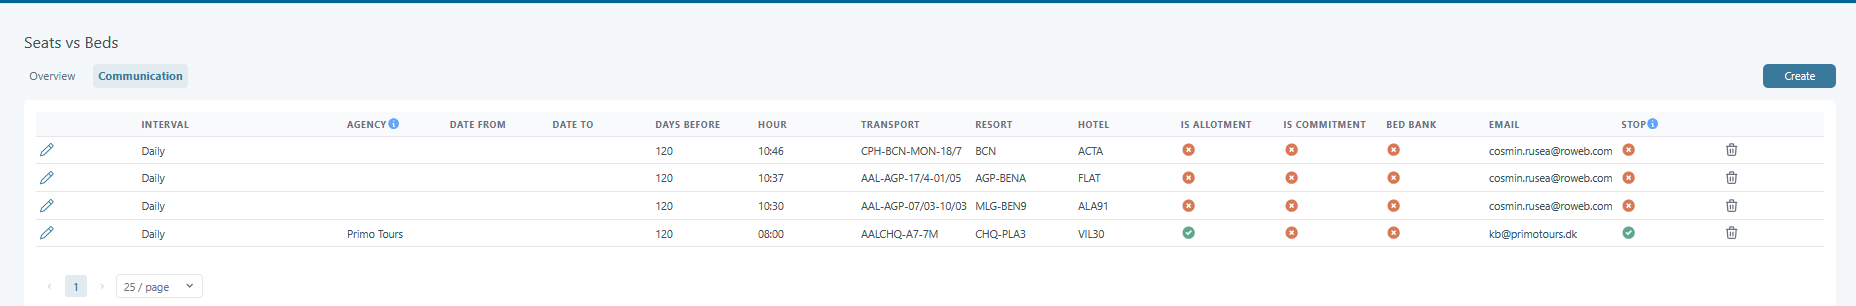 Seats vs Beds
Overview Communication Create
INTERVAL AGENCY DATE FROM DATE TO DAYS BEFORE HOUR TRANSPORT RESORT HOTEL IS ALLOTMENT IS COMMITMENT BED BANK EMAIL STOP
Daily 120 10:46 CPH-BCN-MON-18/7 BCN ACTA cosmin.rusea@roweb.com
Daily 120 10:37 AAL-AGP-17/4-01/05 AGP-BENA FLAT cosmin.rusea@roweb.com
Daily 120 10:30 AAL-AGP-07/03-10/03 MLG-BEN9 ALA91 cosmin.rusea@roweb.com
Daily Primo Tours 120 08:00 AALCHQ-A7-7M CHQ-PLA3 VIL30 kb@primotours.dk
1 25 / page